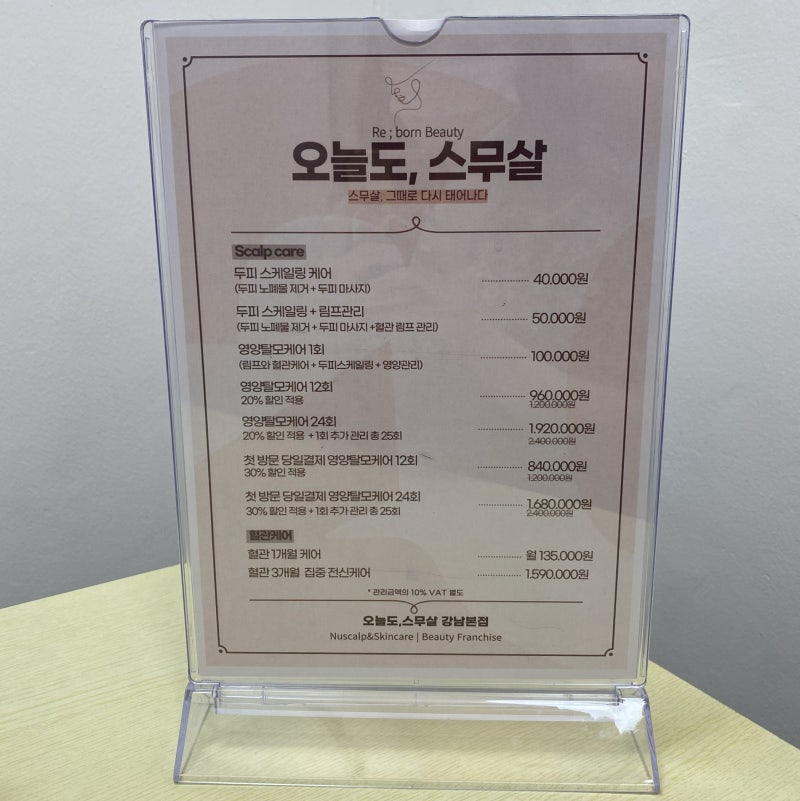 Re ; born Beauty
오늘도, 스무살
스무살, 그때로 다시 태어나다
Scalp care
두피 스케일링 케어 ............... 40.000원
(두피 노폐물 제거 + 두피 마사지)
두피 스케일링 + 림프관리 ............... 50.000원
(두피 노폐물 제거 + 두피 마사지 +혈관 림프 관리)
영양탈모케어 1회 ............... 100.000원
(림프와 혈관케어 + 두피스케일링 + 영양관리)
영양탈모케어 12회 ............... 960.000원
20% 할인 적용 1.200.000원
영양탈모케어 24회 ............... 1.920.000원
20% 할인 적용 + 1회 추가 관리 총 25회 2.400.000원
첫 방문 당일결제 영양탈모케어 12회 ............... 840.000원
30% 할인 적용 1.200.000원
첫 방문 당일결제 영양탈모케어 24회 ............... 1.680.000원
30% 할인 적용 + 1회 추가 관리 총 25회 2.400.000원
혈관케어
혈관 1개월 케어 ............... 월 135.000원
혈관 3개월 집중 전신케어 ............... 1.590.000원
* 관리금액의 10% VAT 별도
오늘도,스무살 강남본점
Nuscalp&Skincare | Beauty Franchise